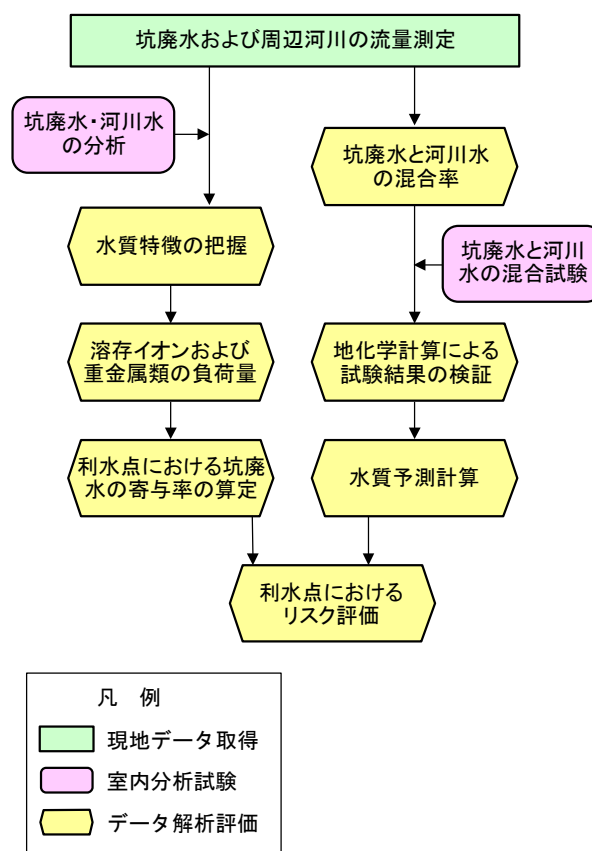 坑廃水および周辺河川の流量測定
坑廃水・河川水
の分析
坑廃水と河川水
の混合率
水質特徴の把握
坑廃水と河川
水の混合試験
溶存イオンおよび
重金属類の負荷量
地化学計算による
試験結果の検証
利水点における坑廃
水の寄与率の算定
水質予測計算
利水点における
リスク評価
凡 例
現地データ取得
室内分析試験
データ解析評価